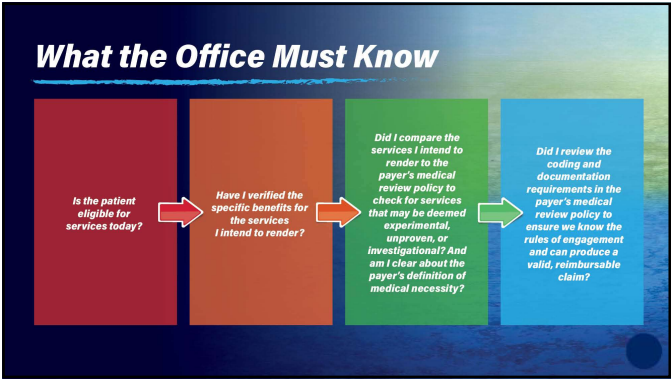 What the Office Must Know
Is the patient
eligible for
services today?
Have I verified the
specific benefits for
the services
I intend to render?
Did I compare the
services I intend to
render to the
payer's medical
review policy to
check for services
that may be deemed
experimental,
unproven, or
investigational? And
am I clear about the
payer's definition of
medical necessity?
Did I review the
coding and
documentation
requirements in the
payer's medical
review policy to
ensure we know the
rules of engagement
and can produce a
valid, reimbursable
claim?